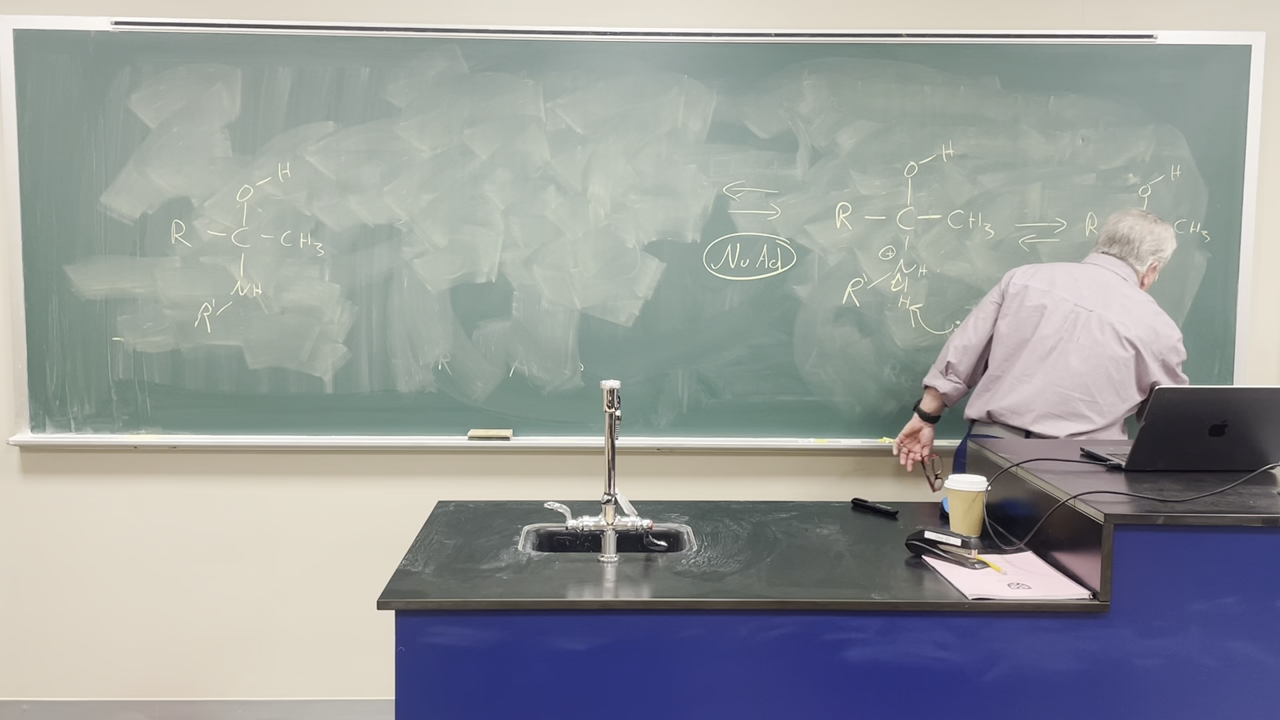 O-H
R-C-CH3
R' NH
Nu Ad
O-H
R-C-CH3
⊕
R' N H
H
O-H
R CH3
R